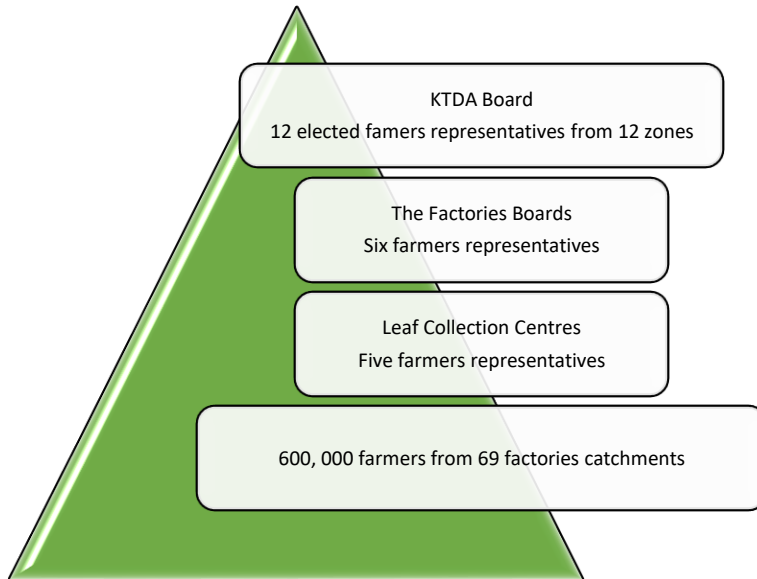 KTDA Board
12 elected famers representatives from 12 zones
The Factories Boards
Six farmers representatives
Leaf Collection Centres
Five farmers representatives
600, 000 farmers from 69 factories catchments